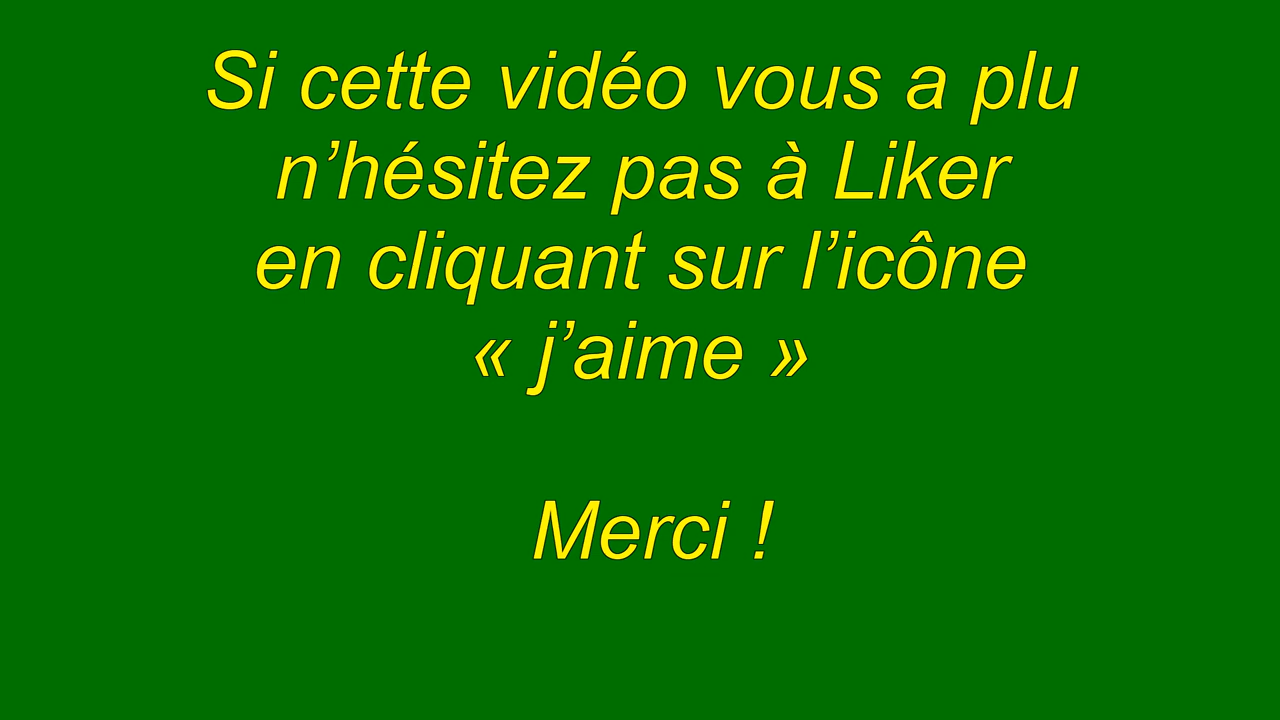 Si cette vidéo vous a plu
n’hésitez pas à Liker
en cliquant sur l’icône
« j’aime »
Merci !